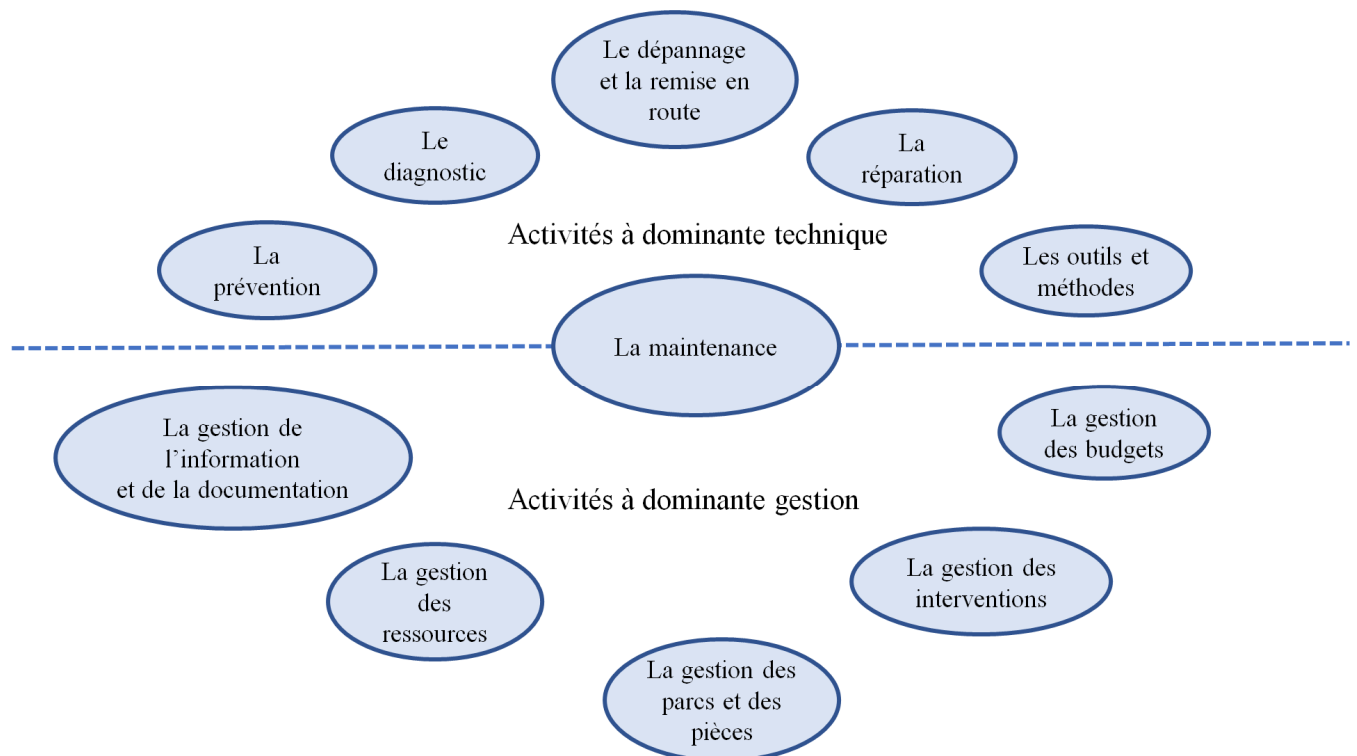 Le dépannage
et la remise en
route
Le
diagnostic
La
réparation
Activités à dominante technique
La
prévention
Les outils et
méthodes
La maintenance
La gestion de
l’information
et de la documentation
La gestion
des budgets
Activités à dominante gestion
La gestion
des
ressources
La gestion des
interventions
La gestion des
parcs et des
pièces